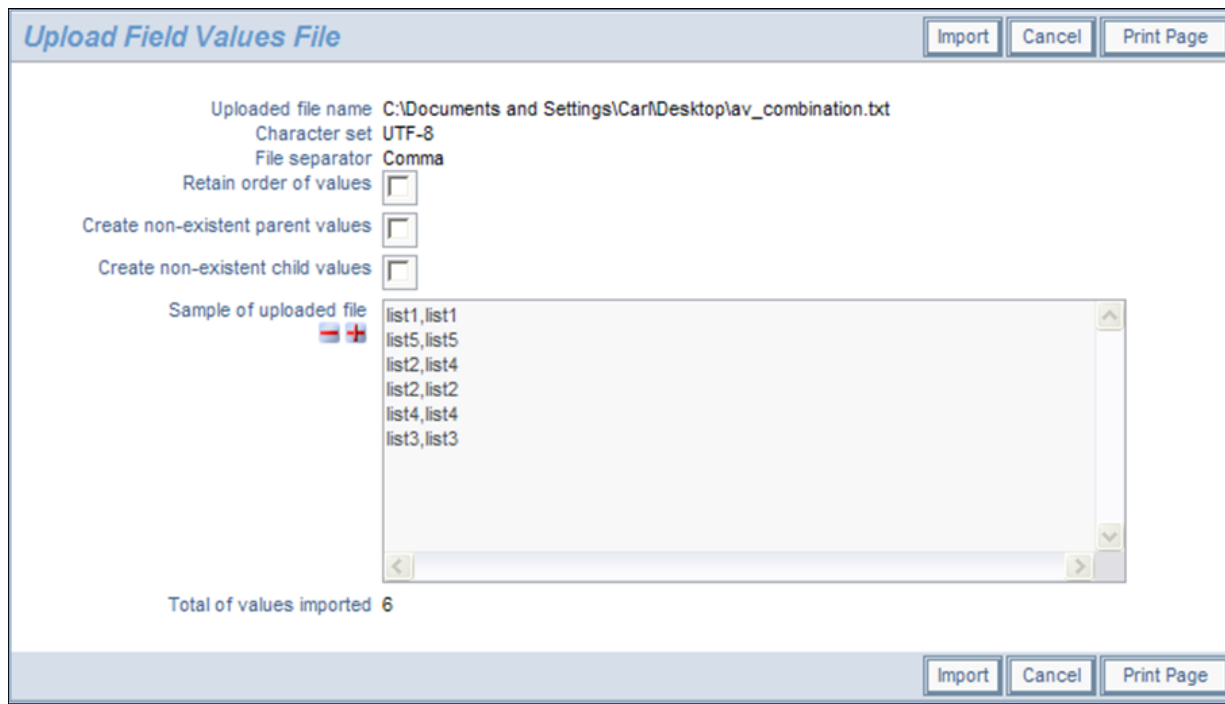 Upload Field Values File
Import Cancel Print Page
Uploaded file name C:\Documents and Settings\Carl\Desktop\av_combination.txt
Character set UTF-8
File separator Comma
Retain order of values
Create non-existent parent values
Create non-existent child values
Sample of uploaded file
list1,list1
list5,list5
list2,list4
list2,list2
list4,list4
list3,list3
Total of values imported 6
Import Cancel Print Page